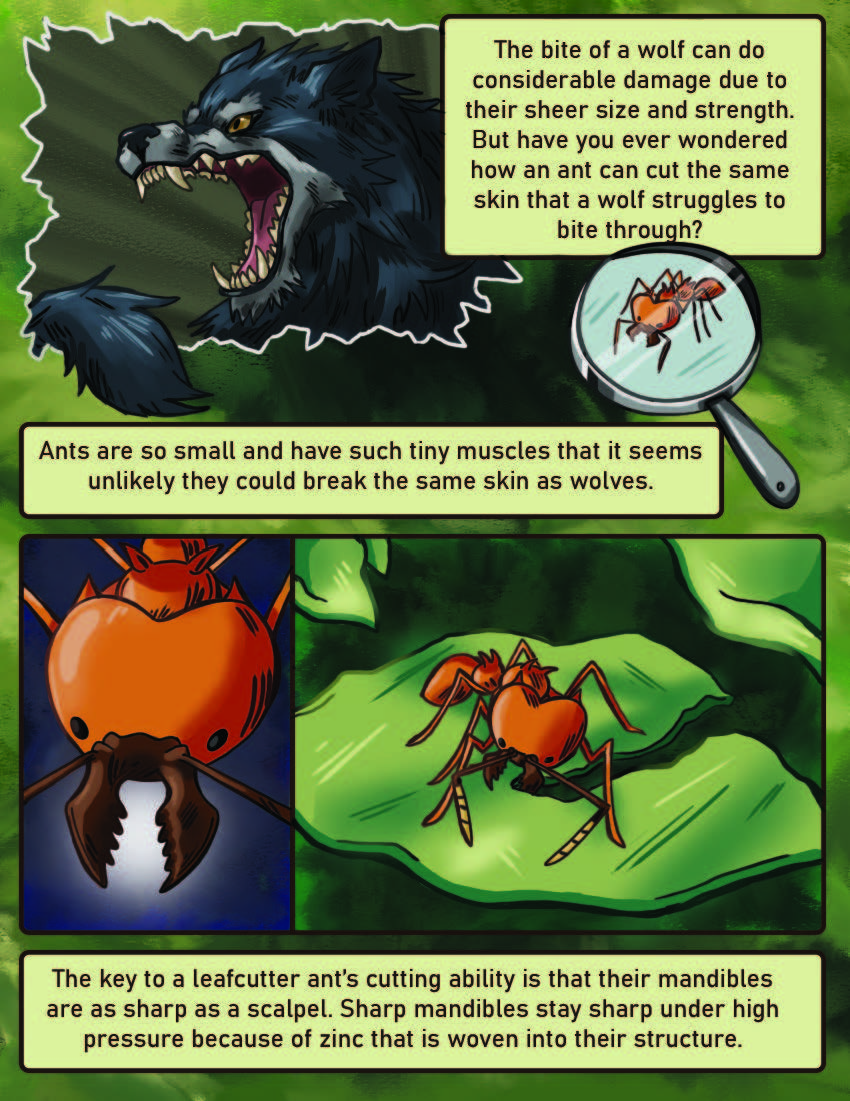 The bite of a wolf can do
considerable damage due to
their sheer size and strength.
But have you ever wondered
how an ant can cut the same
skin that a wolf struggles to
bite through?
Ants are so small and have such tiny muscles that it seems
unlikely they could break the same skin as wolves.
The key to a leafcutter ant's cutting ability is that their mandibles
are as sharp as a scalpel. Sharp mandibles stay sharp under high
pressure because of zinc that is woven into their structure.